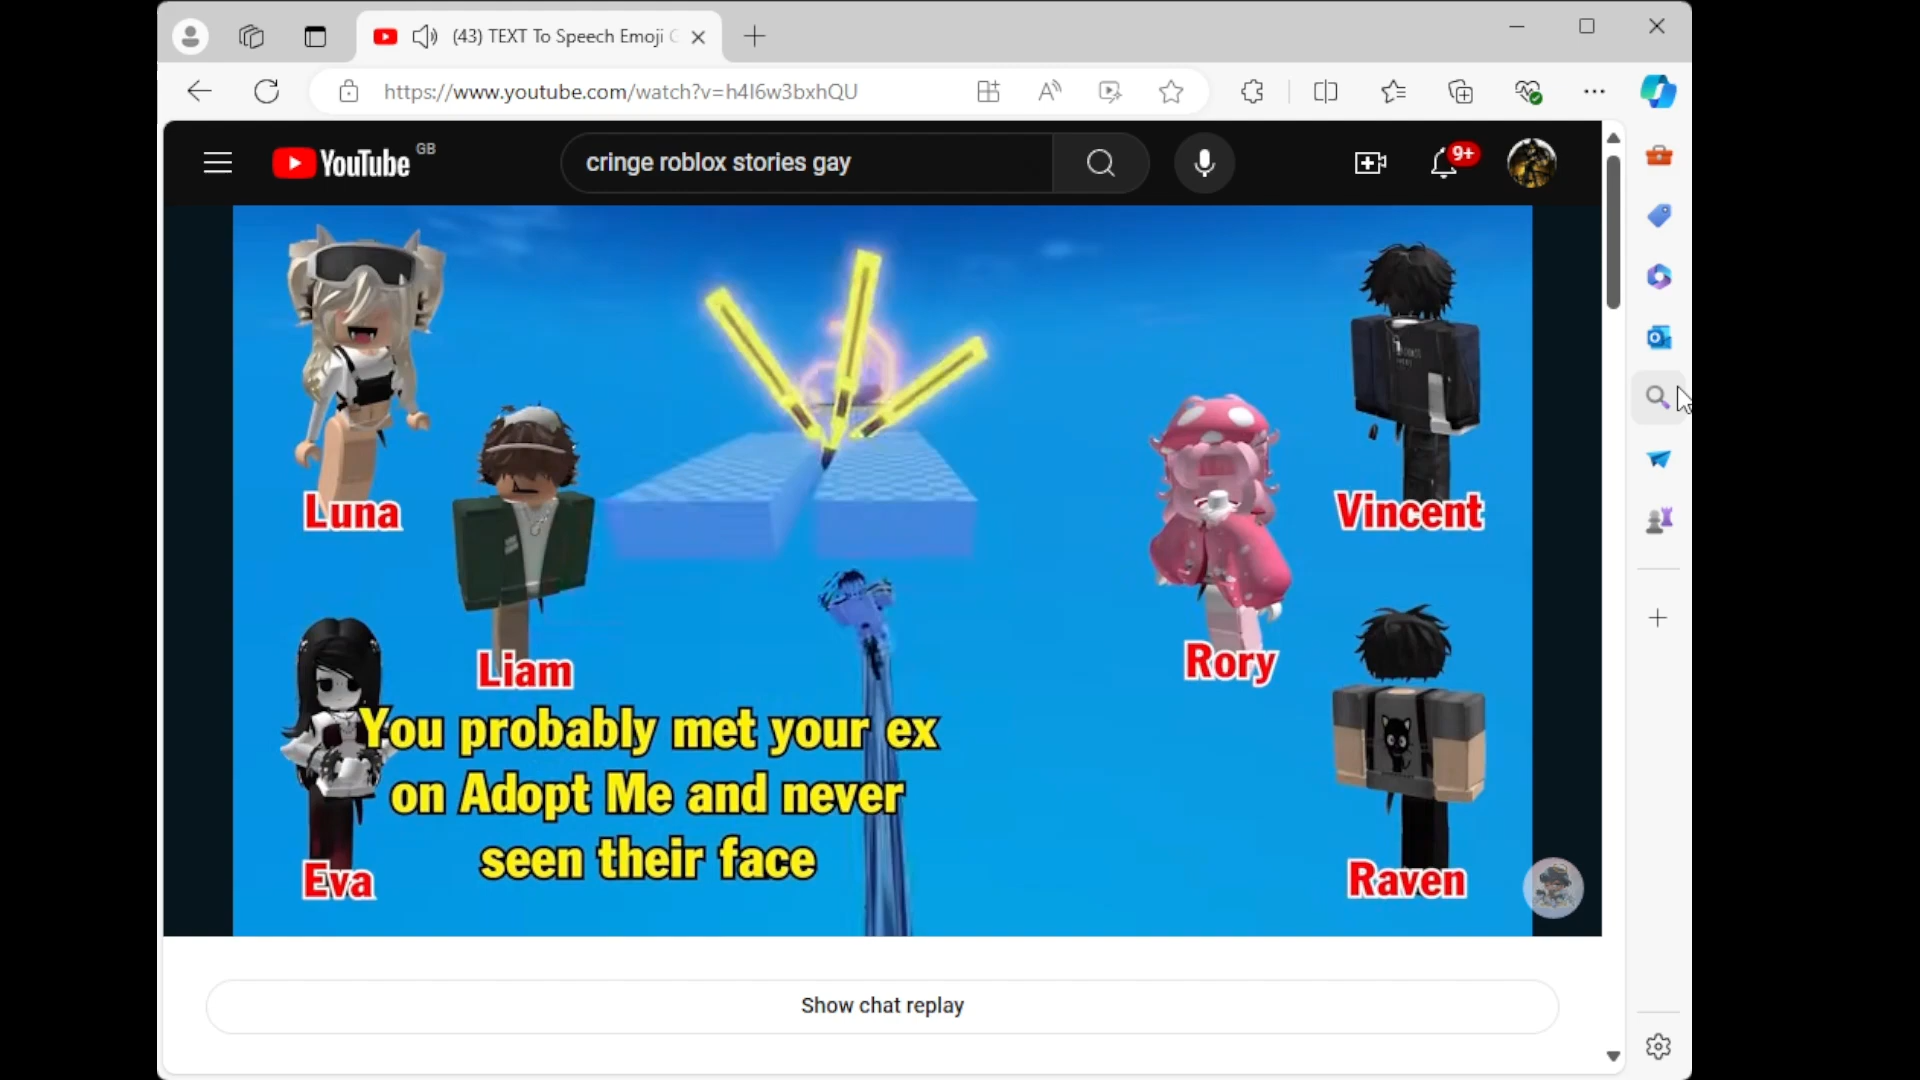 (43) TEXT To Speech Emoji
https://www.youtube.com/watch?v=h4I6w3bxhQU
YouTube GB
cringe roblox stories gay
9+
Luna
Vincent
Liam
Rory
You probably met your ex
on Adopt Me and never
seen their face
Eva
Raven
Show chat replay